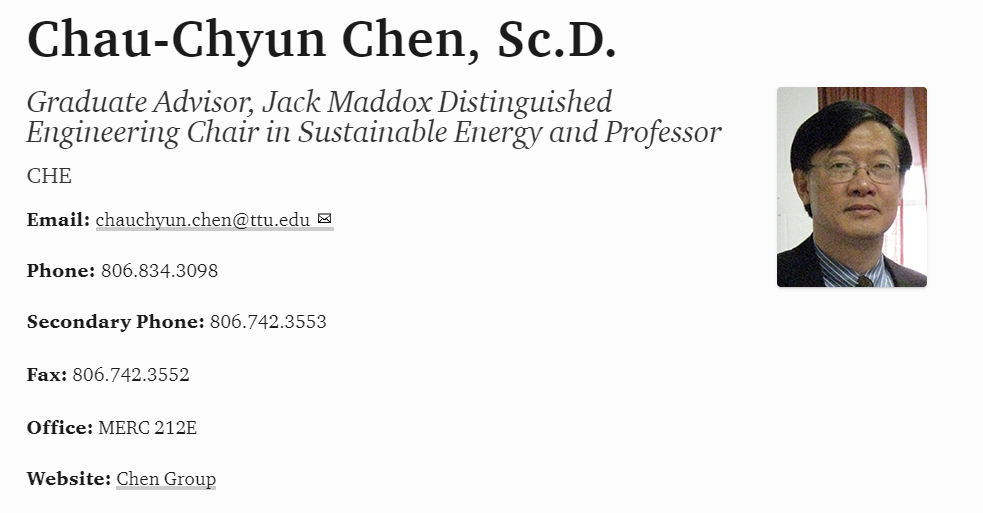 Chau-Chyun Chen, Sc.D.
Graduate Advisor, Jack Maddox Distinguished
Engineering Chair in Sustainable Energy and Professor
CHE
Email: chauchyun.chen@ttu.edu
Phone: 806.834.3098
Secondary Phone: 806.742.3553
Fax: 806.742.3552
Office: MERC 212E
Website: Chen Group